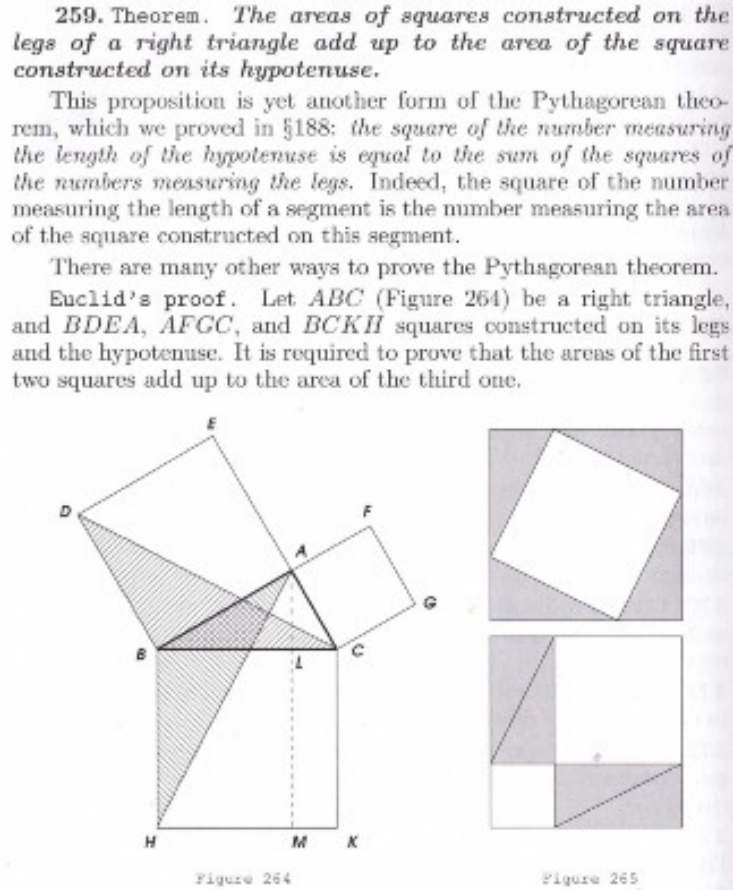 259. Theorem. The areas of squares constructed on the
legs of a right triangle add up to the area of the square
constructed on its hypotenuse.
This proposition is yet another form of the Pythagorean theo-
rem, which we proved in §188: the square of the number measuring
the length of the hypotenuse is equal to the sum of the squares of
the numbers measuring the legs. Indeed, the square of the number
measuring the length of a segment is the number measuring the area
of the square constructed on this segment.
There are many other ways to prove the Pythagorean theorem.
Euclid's proof. Let ABC (Figure 264) be a right triangle,
and BDEA, AFGC, and BCKH squares constructed on its legs
and the hypotenuse. It is required to prove that the areas of the first
two squares add up to the area of the third one.
E
D
F
A
G
B
L
C
H
M
K
Figure 264
Figure 265